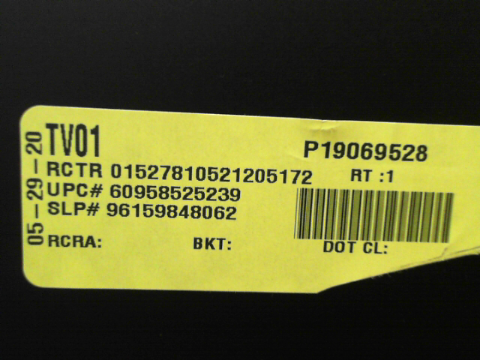 05-29-20
TV01
P19069528
RCTR 01527810521205172
RT :1
UPC# 60958525239
SLP# 96159848062
RCRA: BKT: DOT CL: